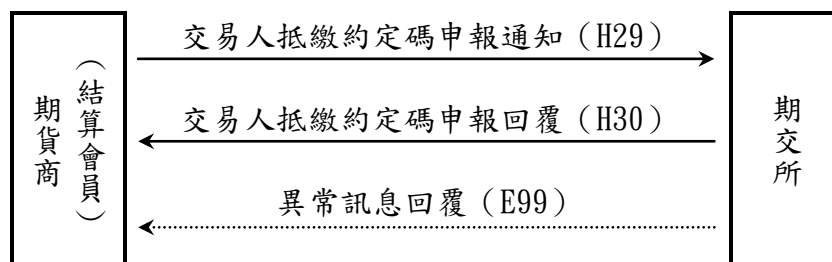 交易人抵繳約定碼申報通知（H29）
期貨商
（結算會員）
交易人抵繳約定碼申報回覆（H30）
期交所
異常訊息回覆（E99）